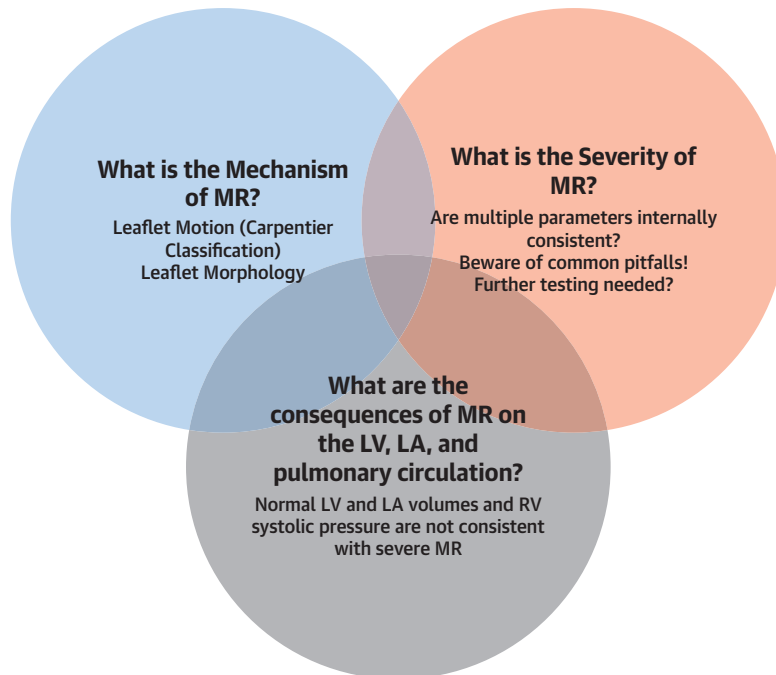 What is the Mechanism
of MR?
Leaflet Motion (Carpentier
Classification)
Leaflet Morphology
What is the Severity of
MR?
Are multiple parameters internally
consistent?
Beware of common pitfalls!
Further testing needed?
What are the
consequences of MR on
the LV, LA, and
pulmonary circulation?
Normal LV and LA volumes and RV
systolic pressure are not consistent
with severe MR